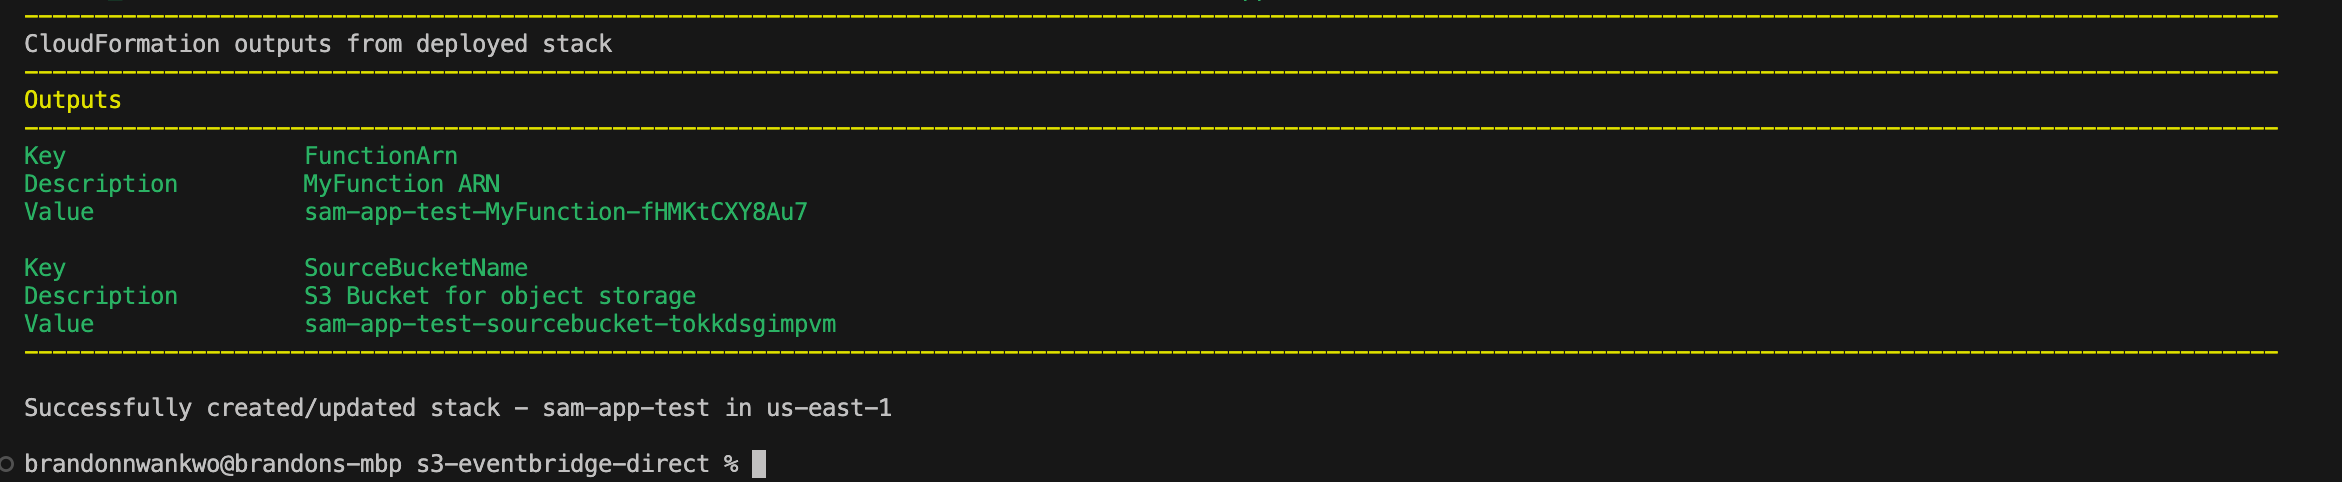 CloudFormation outputs from deployed stack
Outputs
Key FunctionArn
Description MyFunction ARN
Value sam-app-test-MyFunction-fHMKtCXY8Au7
Key SourceBucketName
Description S3 Bucket for object storage
Value sam-app-test-sourcebucket-tokkdsgimpvm
Successfully created/updated stack - sam-app-test in us-east-1
brandonnwankwo@brandons-mbp s3-eventbridge-direct %